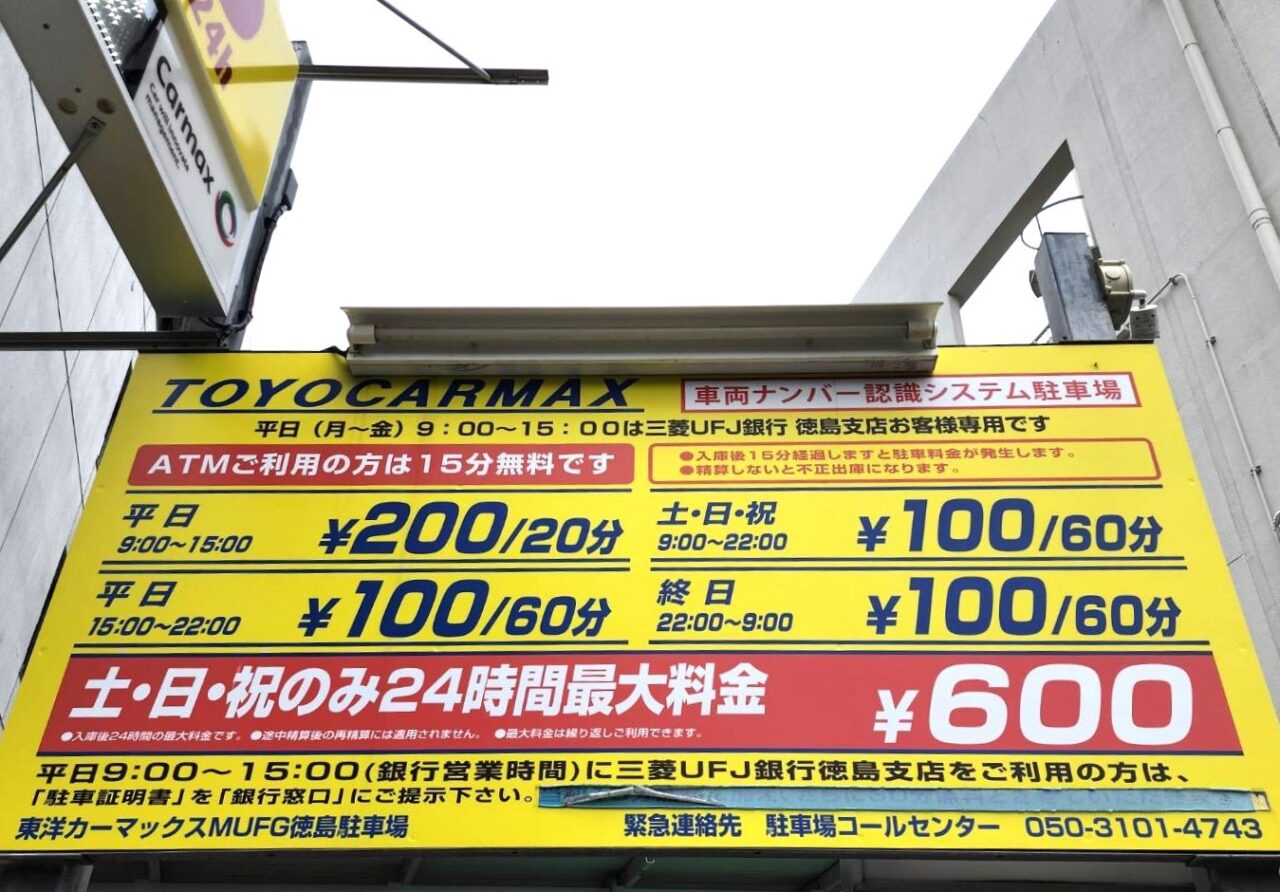 24h
Carmax
Car will innovate
management.
TOYOCARMAX
車両ナンバー認識システム駐車場
平日(月〜金)9:00〜15:00は三菱UFJ銀行 徳島支店お客様専用です
ATMご利用の方は15分無料です
●入庫後15分経過しますと駐車料金が発生します。
●精算しないと不正出庫になります。
平日
9:00〜15:00
¥200/20分
土・日・祝
9:00〜22:00
¥100/60分
平日
15:00〜22:00
¥100/60分
終日
22:00〜9:00
¥100/60分
土・日・祝のみ24時間最大料金
¥600
●入庫後24時間の最大料金です。 ●途中精算後の再精算には適用されません。 ●最大料金は繰り返しご利用できます。
平日9:00〜15:00(銀行営業時間)に三菱UFJ銀行徳島支店をご利用の方は、
「駐車証明書」を「銀行窓口」にご提示下さい。
東洋カーマックスMUFG徳島駐車場
緊急連絡先 駐車場コールセンター 050-3101-4743